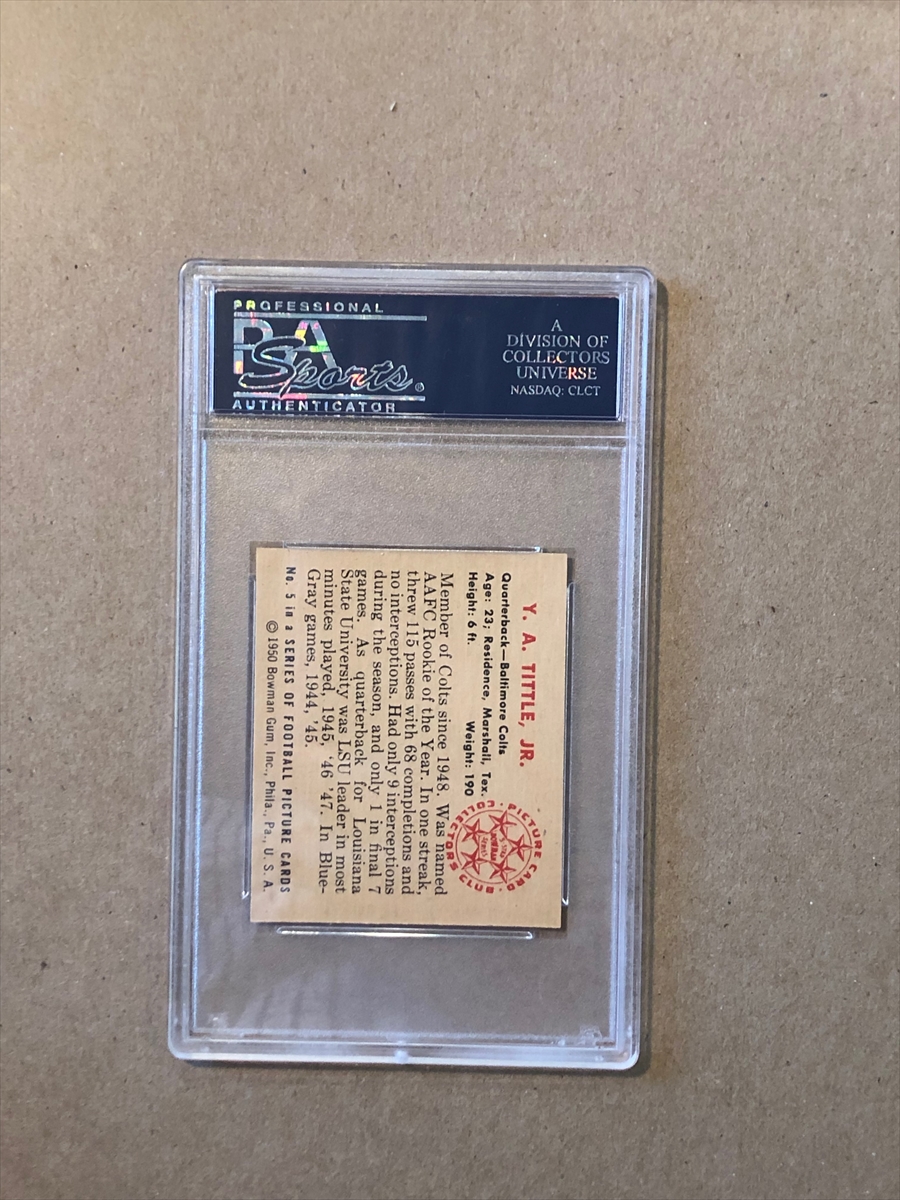 PROFESSIONAL
PSA
Sports®
AUTHENTICATOR
A
DIVISION OF
COLLECTORS
UNIVERSE
NASDAQ: CLCT
Y. A. TITTLE, JR.
Quarterback—Baltimore Colts
Age: 23; Residence, Marshall, Tex.
Height: 6 ft. Weight: 190
PICTURE CARD COLLECTORS CLUB
5-STAR
BOWMAN
Member of Colts since 1948. Was named
AAFC Rookie of the Year. In one streak,
threw 115 passes with 68 completions and
no interceptions. Had only 9 interceptions
during the season, and only 1 in final 7
games. As quarterback for Louisiana
State University was LSU leader in most
minutes played, 1945, '46 '47. In Blue-
Gray games, 1944, '45.
No. 5 in a SERIES OF FOOTBALL PICTURE CARDS
© 1950 Bowman Gum, Inc., Phila., Pa., U. S. A.